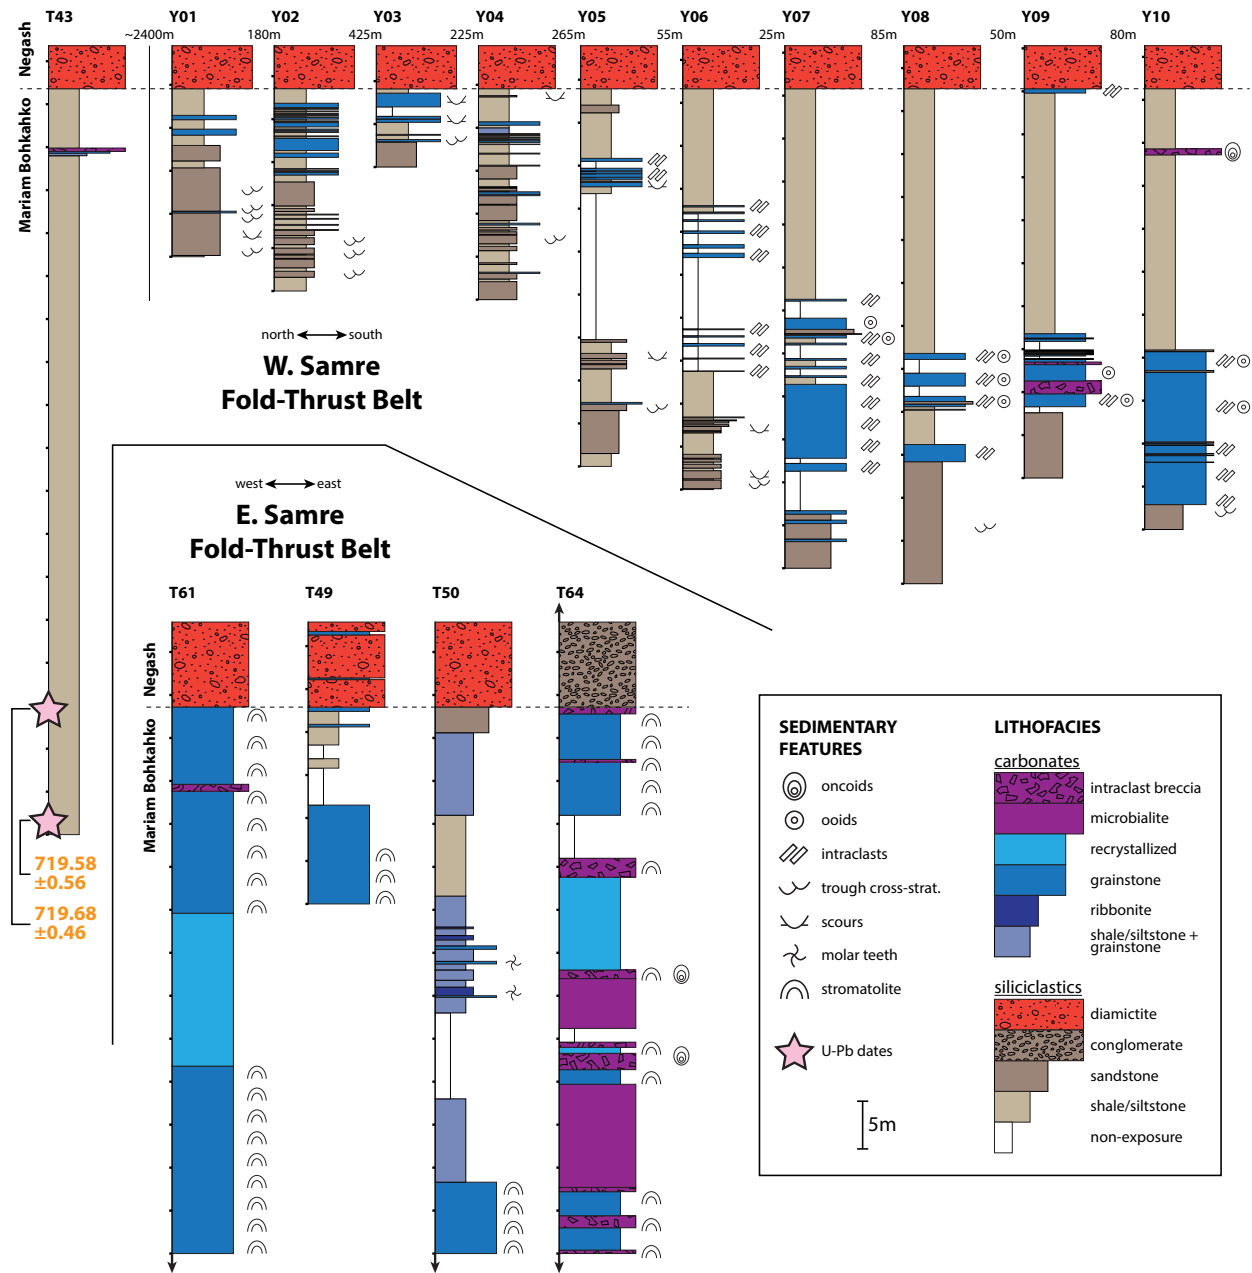 T43 Y01 Y02 Y03 Y04 Y05 Y06 Y07 Y08 Y09 Y10
~2400m 180m 425m 225m 265m 55m 25m 85m 50m 80m
Negash
Mariam Bohkahko
north south
W. Samre
Fold-Thrust Belt
west east
E. Samre
Fold-Thrust Belt
T61 T49 T50 T64
Negash
Mariam Bohkahko
719.58
±0.56
719.68
±0.46
SEDIMENTARY
FEATURES
oncoids
ooids
intraclasts
trough cross-strat.
scours
molar teeth
stromatolite
U-Pb dates
5m
LITHOFACIES
carbonates
intraclast breccia
microbialite
recrystallized
grainstone
ribbonite
shale/siltstone +
grainstone
siliciclastics
diamictite
conglomerate
sandstone
shale/siltstone
non-exposure